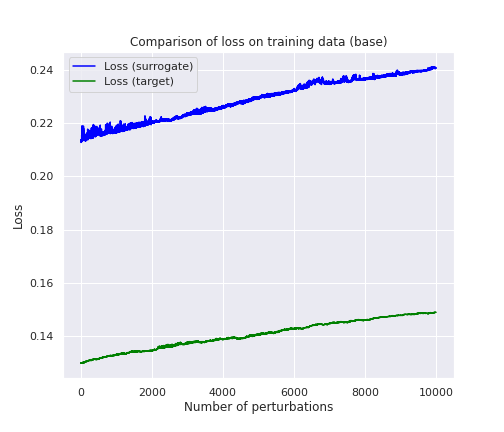 Comparison of loss on training data (base)
Loss (surrogate)
Loss (target)
0.24
0.22
0.20
0.18
0.16
0.14
Loss
0
2000
4000
6000
8000
10000
Number of perturbations